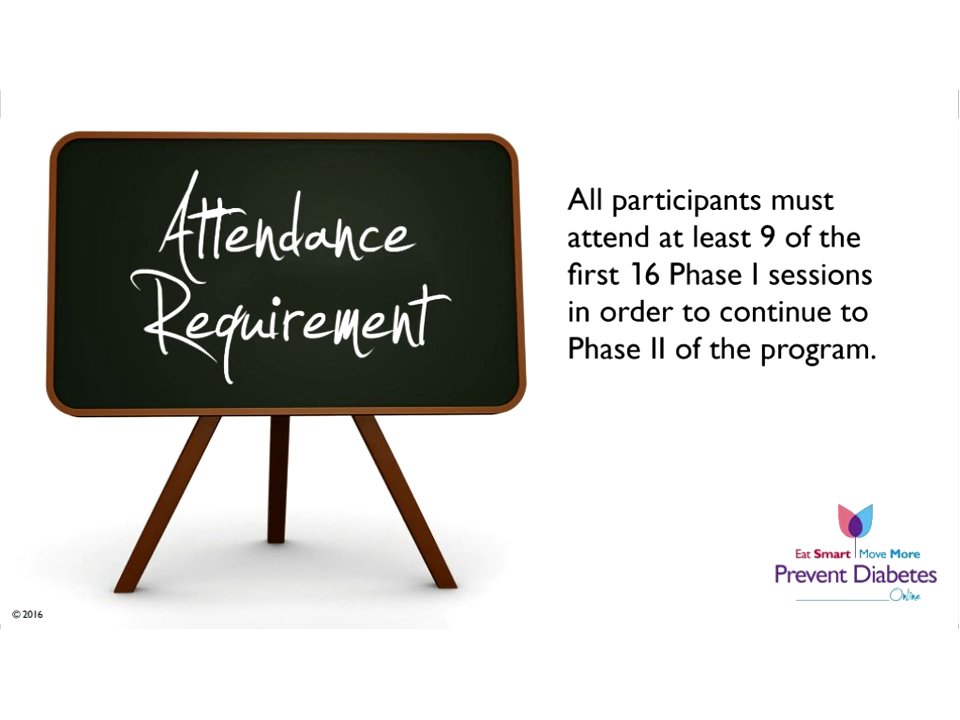 Attendance
Requirement
All participants must
attend at least 9 of the
first 16 Phase I sessions
in order to continue to
Phase II of the program.
Eat Smart Move More
Prevent Diabetes
Online
© 2016